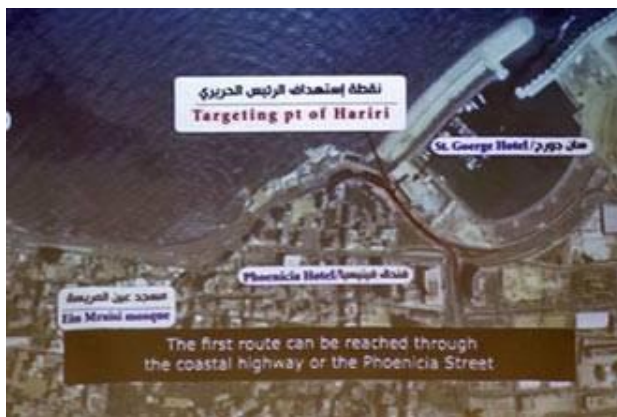 نقطة إستهداف الرئيس الحريري
Targeting pt of Hariri
St. Goerge Hotel/سان جورج
Phoenicia Hotel/فندق فينيسيا
مسجد عين المريسة
Ein Mraisi mosque
The first route can be reached through
the coastal highway or the Phoenicia Street